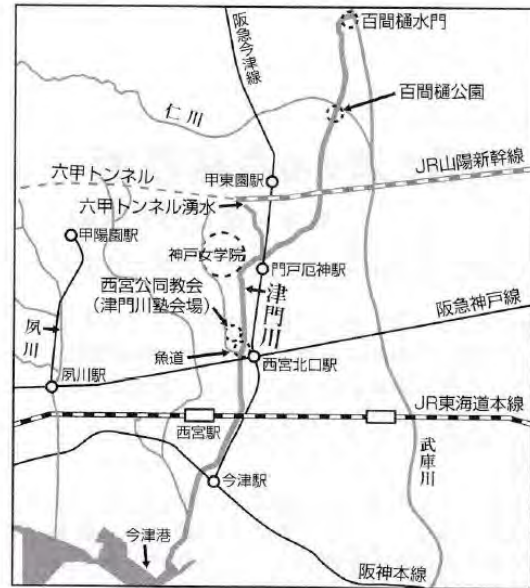 百間樋水門
阪急今津線
百間樋公園
仁川
JR山陽新幹線
六甲トンネル
甲東園駅
六甲トンネル湧水
甲陽園駅
神戸女学院
門戸厄神駅
西宮公同教会
(津門川塾会場)
津門川
阪急神戸線
夙川
魚道
西宮北口駅
夙川駅
JR東海道本線
西宮駅
武庫川
今津駅
今津港
阪神本線